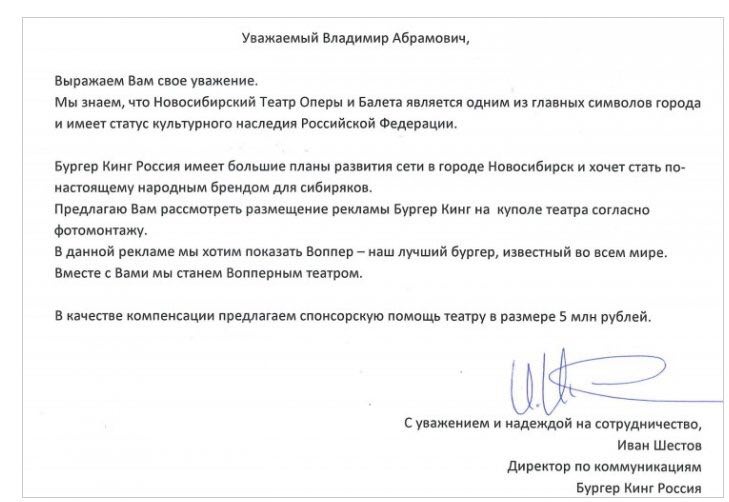 Уважаемый Владимир Абрамович,
Выражаем Вам свое уважение.
Мы знаем, что Новосибирский Театр Оперы и Балета является одним из главных символов города
и имеет статус культурного наследия Российской Федерации.
Бургер Кинг Россия имеет большие планы развития сети в городе Новосибирск и хочет стать по-
настоящему народным брендом для сибиряков.
Предлагаю Вам рассмотреть размещение рекламы Бургер Кинг на куполе театра согласно
фотомонтажу.
В данной рекламе мы хотим показать Воппер – наш лучший бургер, известный во всем мире.
Вместе с Вами мы станем Вопперным театром.
В качестве компенсации предлагаем спонсорскую помощь театру в размере 5 млн рублей.
С уважением и надеждой на сотрудничество,
Иван Шестов
Директор по коммуникациям
Бургер Кинг Россия